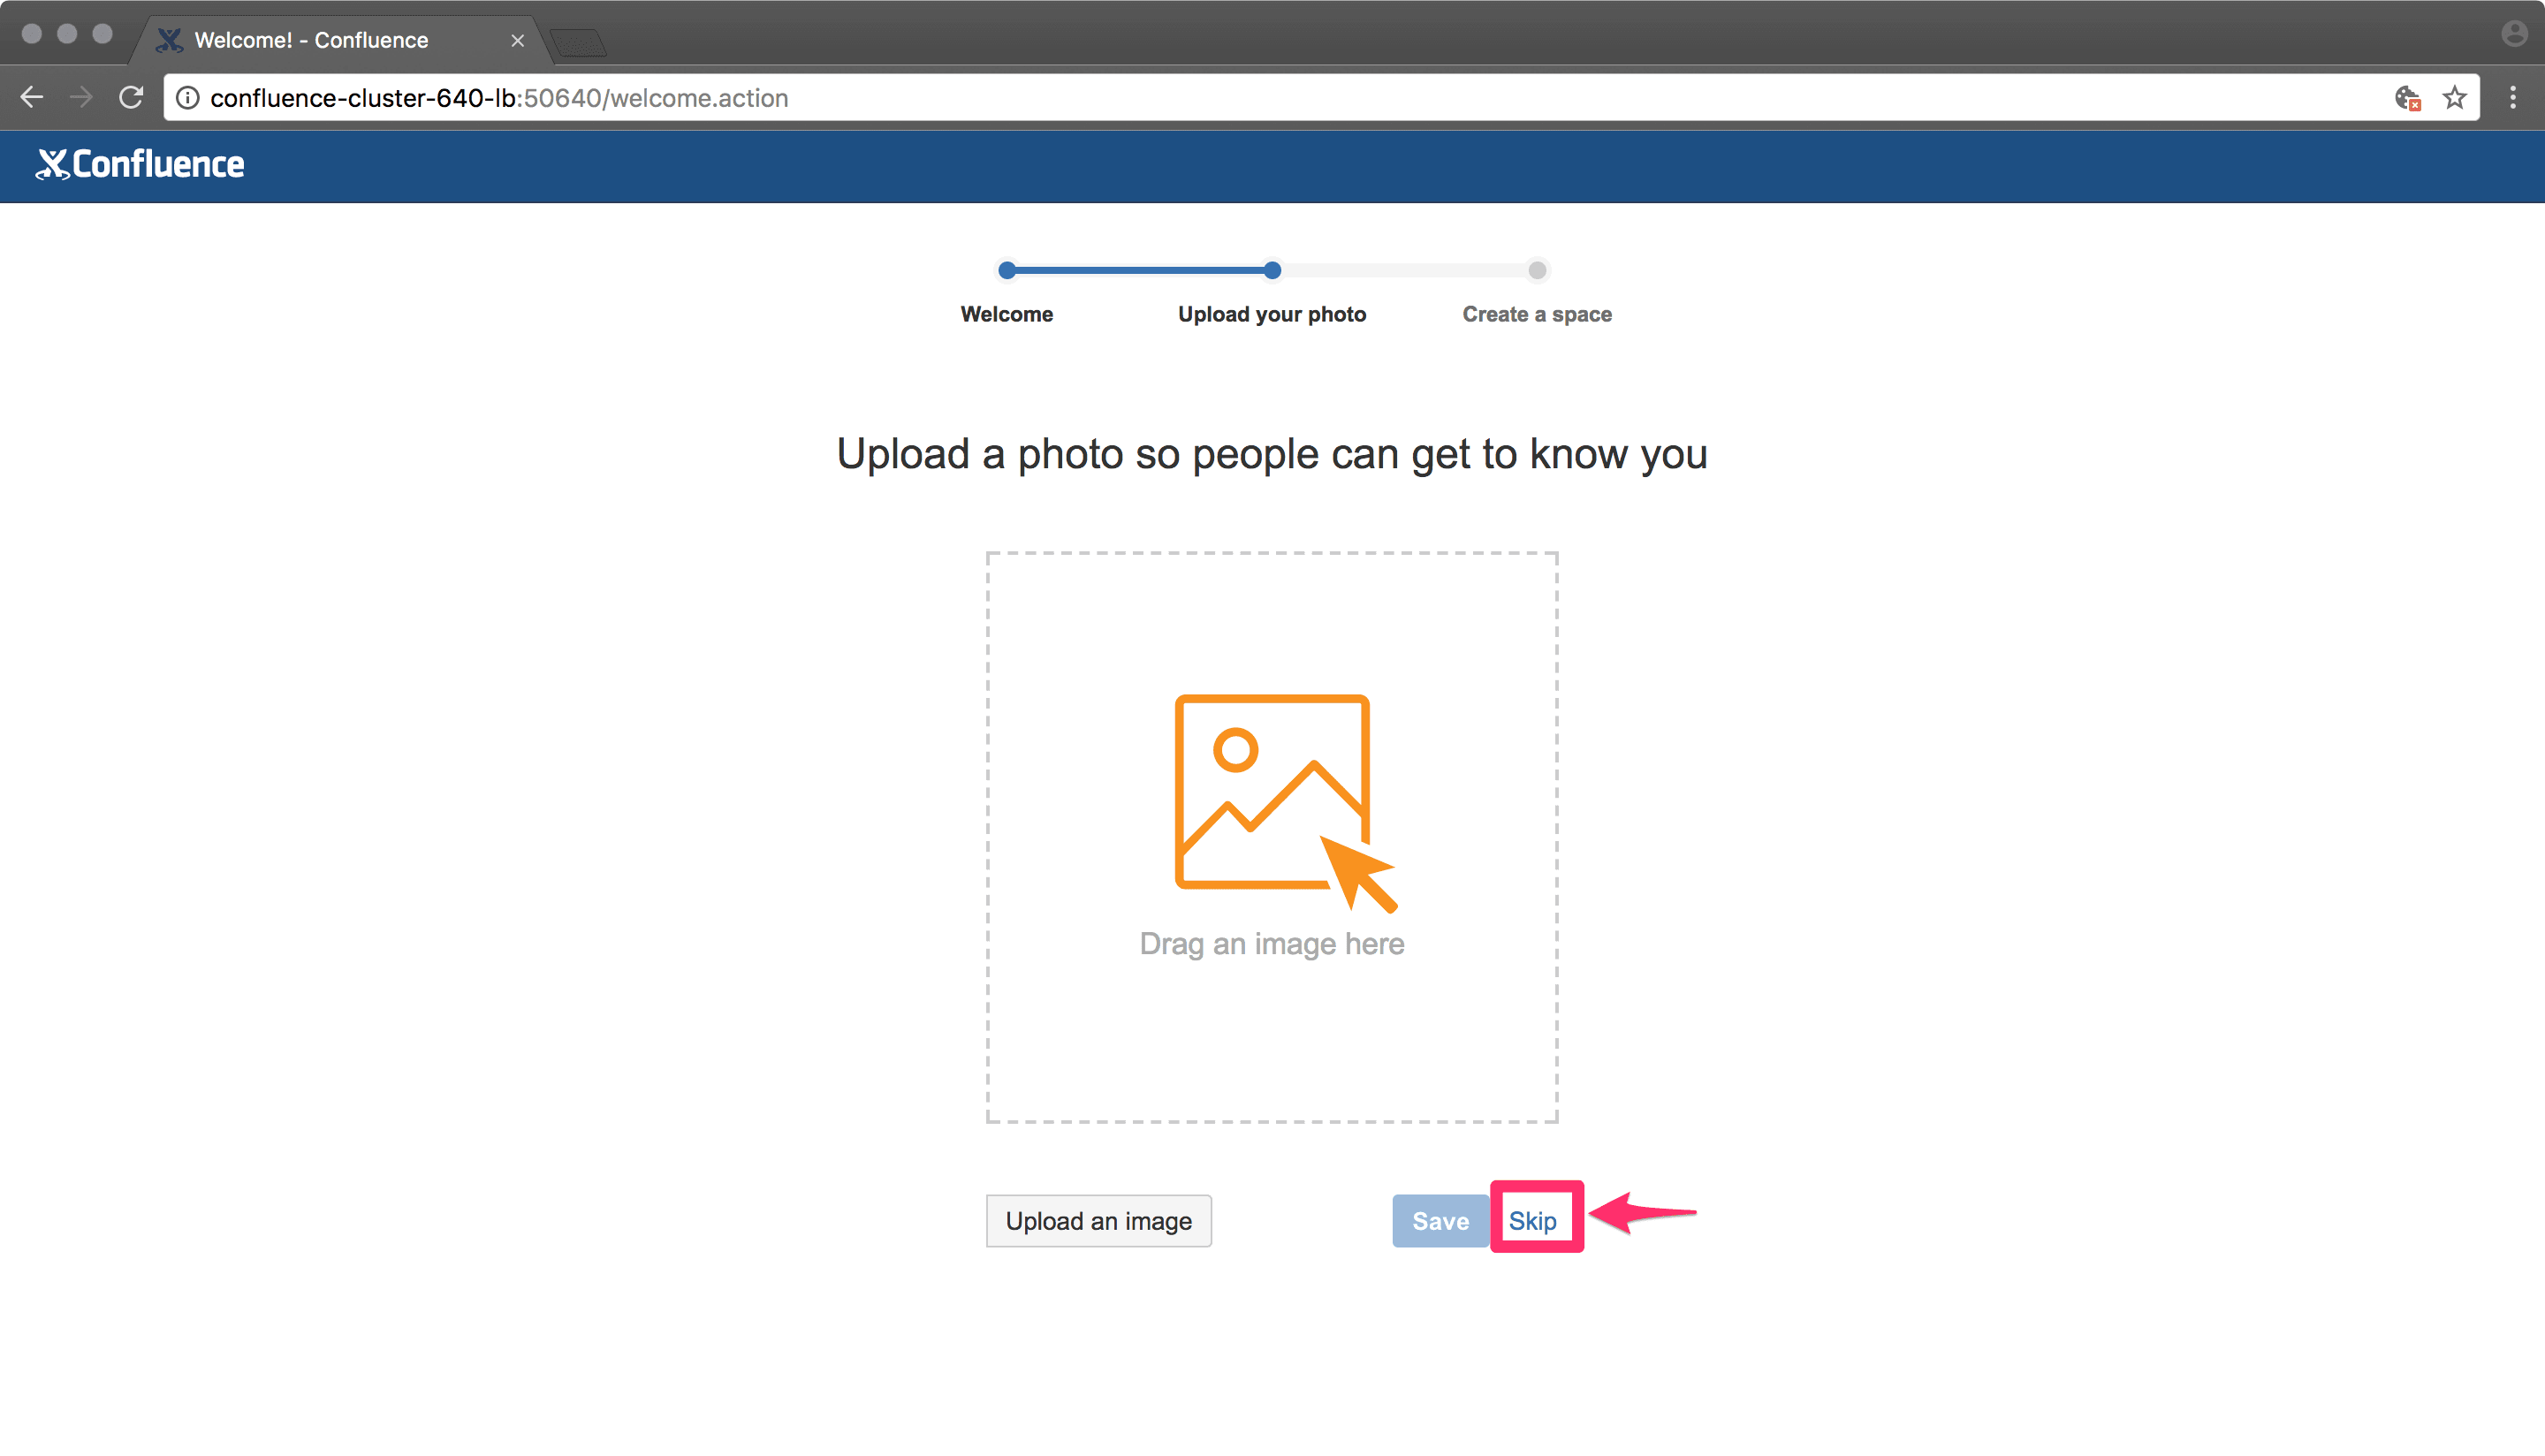 Welcome! - Confluence
confluence-cluster-640-lb:50640/welcome.action
Confluence
Welcome
Upload your photo
Create a space
Upload a photo so people can get to know you
Drag an image here
Upload an image
Save
Skip